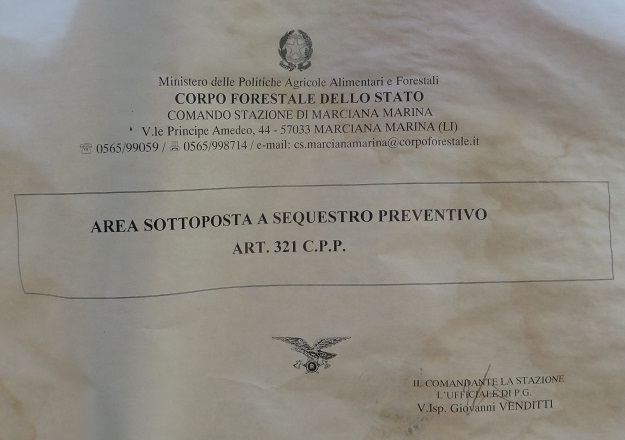 Ministero delle Politiche Agricole Alimentari e Forestali
CORPO FORESTALE DELLO STATO
COMANDO STAZIONE DI MARCIANA MARINA
V.le Principe Amedeo, 44 - 57033 MARCIANA MARINA (LI)
☏ 0565/99059 / 🖷 0565/998714 / e-mail: cs.marcianamarina@corpoforestale.it
AREA SOTTOPOSTA A SEQUESTRO PREVENTIVO
ART. 321 C.P.P.
IL COMANDANTE LA STAZIONE
L'UFFICIALE DI P.G.
V.Isp. Giovanni VENDITTI